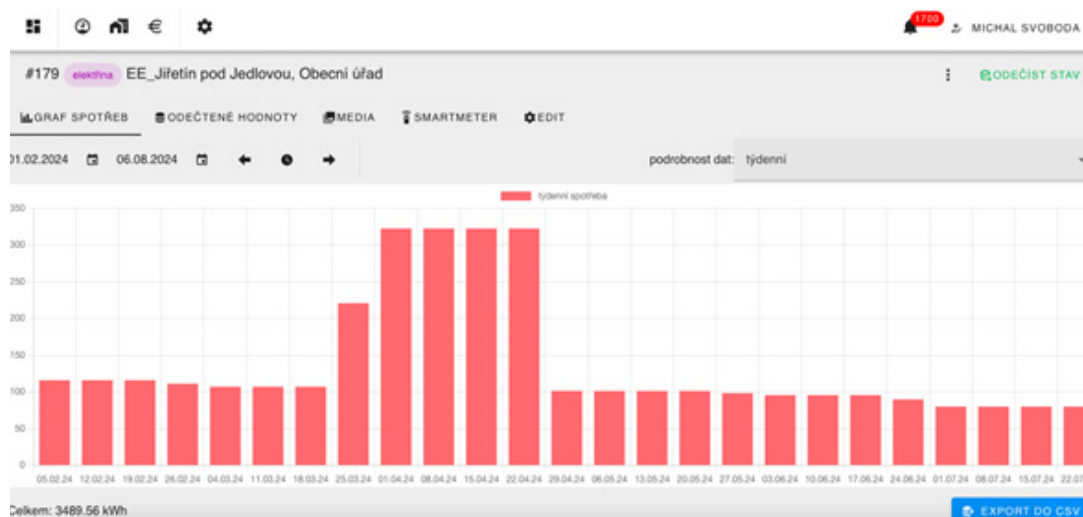 1700 MICHAL SVOBODA
#179 elektřina EE_Jiřetín pod Jedlovou, Obecní úřad ODEČÍST STAV
GRAF SPOTŘEB ODEČTENÉ HODNOTY MEDIA SMARTMETER EDIT
01.02.2024 06.08.2024 podrobnost dat: týdenní
týdenní spotřeba
350
300
250
200
150
100
50
0
05.02.24 12.02.24 19.02.24 26.02.24 04.03.24 11.03.24 18.03.24 25.03.24 01.04.24 08.04.24 15.04.24 22.04.24 29.04.24 06.05.24 13.05.24 20.05.24 27.05.24 03.06.24 10.06.24 17.06.24 24.06.24 01.07.24 08.07.24 15.07.24 22.07
Celkem: 3489.56 kWh EXPORT DO CSV